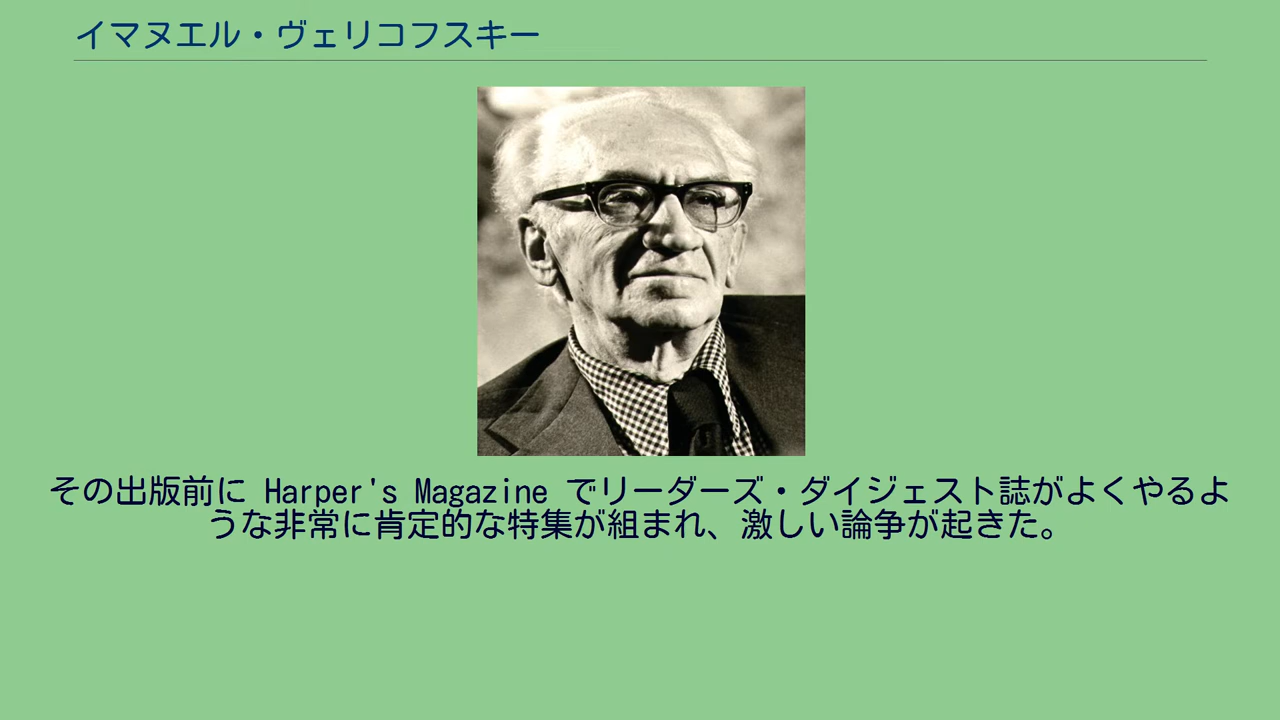 イマヌエル・ヴェリコフスキー
その出版前に Harper's Magazine でリーダーズ・ダイジェスト誌がよくやるよ
うな非常に肯定的な特集が組まれ、激しい論争が起きた。